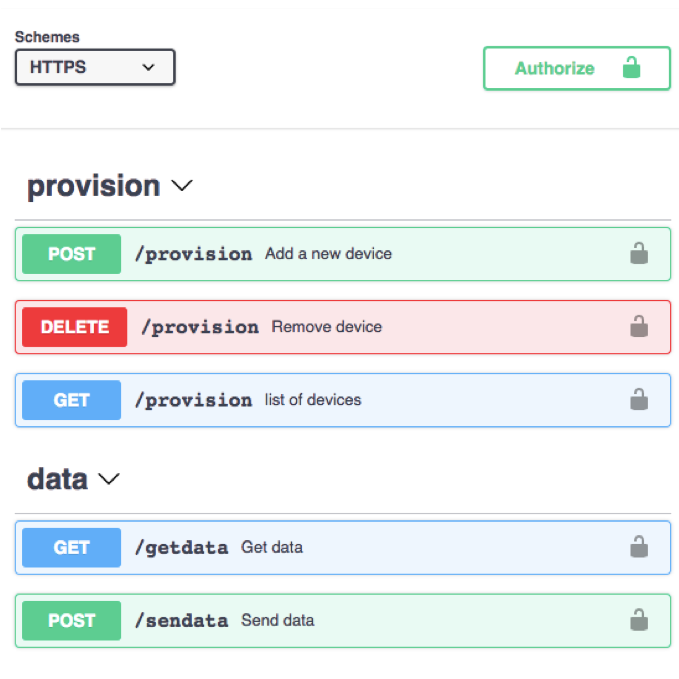 Schemes
HTTPS
Authorize
provision
POST /provision Add a new device
DELETE /provision Remove device
GET /provision list of devices
data
GET /getdata Get data
POST /sendata Send data